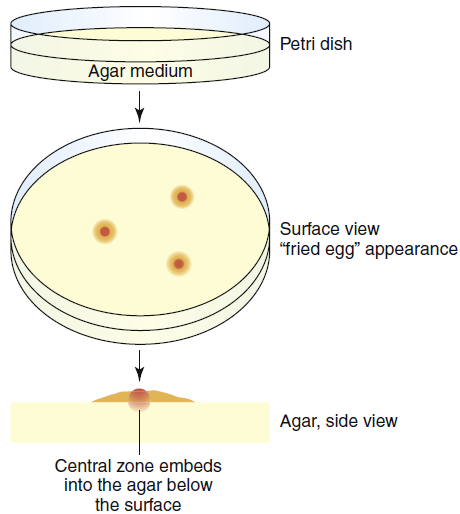 Petri dish
Agar medium
Surface view
“fried egg” appearance
Agar, side view
Central zone embeds
into the agar below
the surface